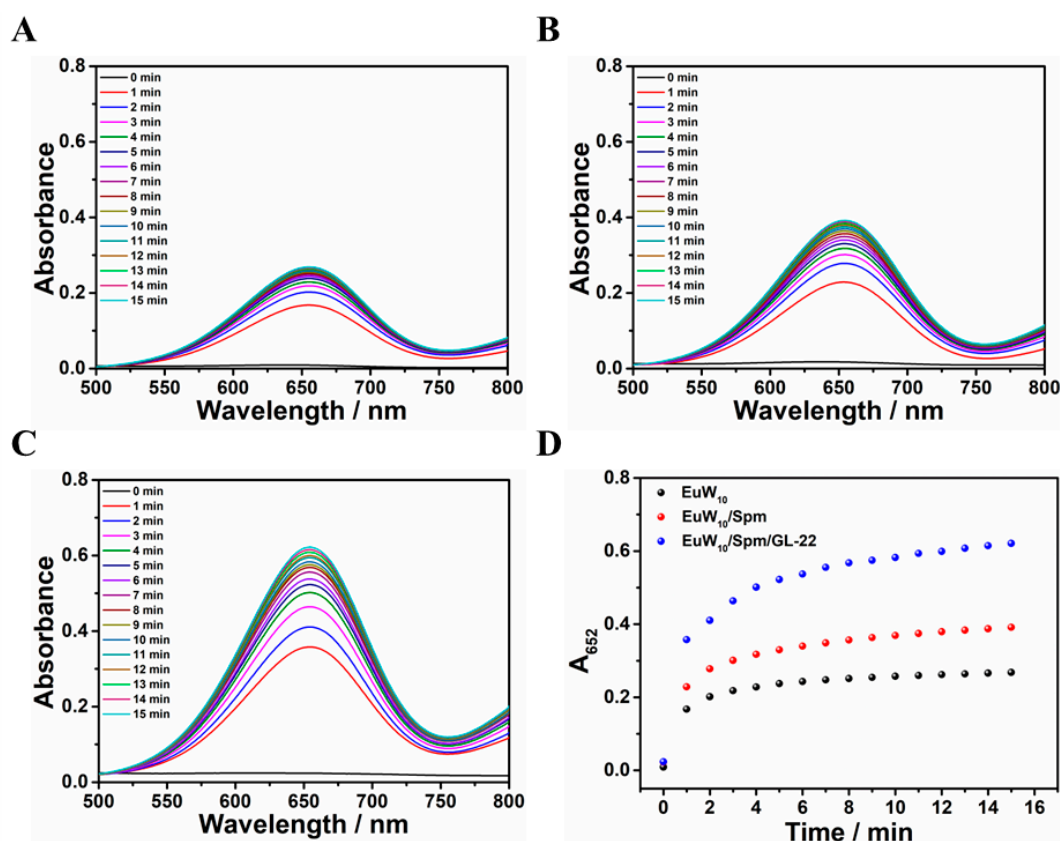 A
Absorbance
0.8
0.6
0.4
0.2
0.0
0 min
1 min
2 min
3 min
4 min
5 min
6 min
7 min
8 min
9 min
10 min
11 min
12 min
13 min
14 min
15 min
500 550 600 650 700 750 800
Wavelength / nm
B
Absorbance
0.8
0.6
0.4
0.2
0.0
0 min
1 min
2 min
3 min
4 min
5 min
6 min
7 min
8 min
9 min
10 min
11 min
12 min
13 min
14 min
15 min
500 550 600 650 700 750 800
Wavelength / nm
C
Absorbance
0.8
0.6
0.4
0.2
0.0
0 min
1 min
2 min
3 min
4 min
5 min
6 min
7 min
8 min
9 min
10 min
11 min
12 min
13 min
14 min
15 min
500 550 600 650 700 750 800
Wavelength / nm
D
A₆₅₂
0.8
0.6
0.4
0.2
0.0
EuW₁₀
EuW₁₀/Spm
EuW₁₀/Spm/GL-22
0 2 4 6 8 10 12 14 16
Time / min